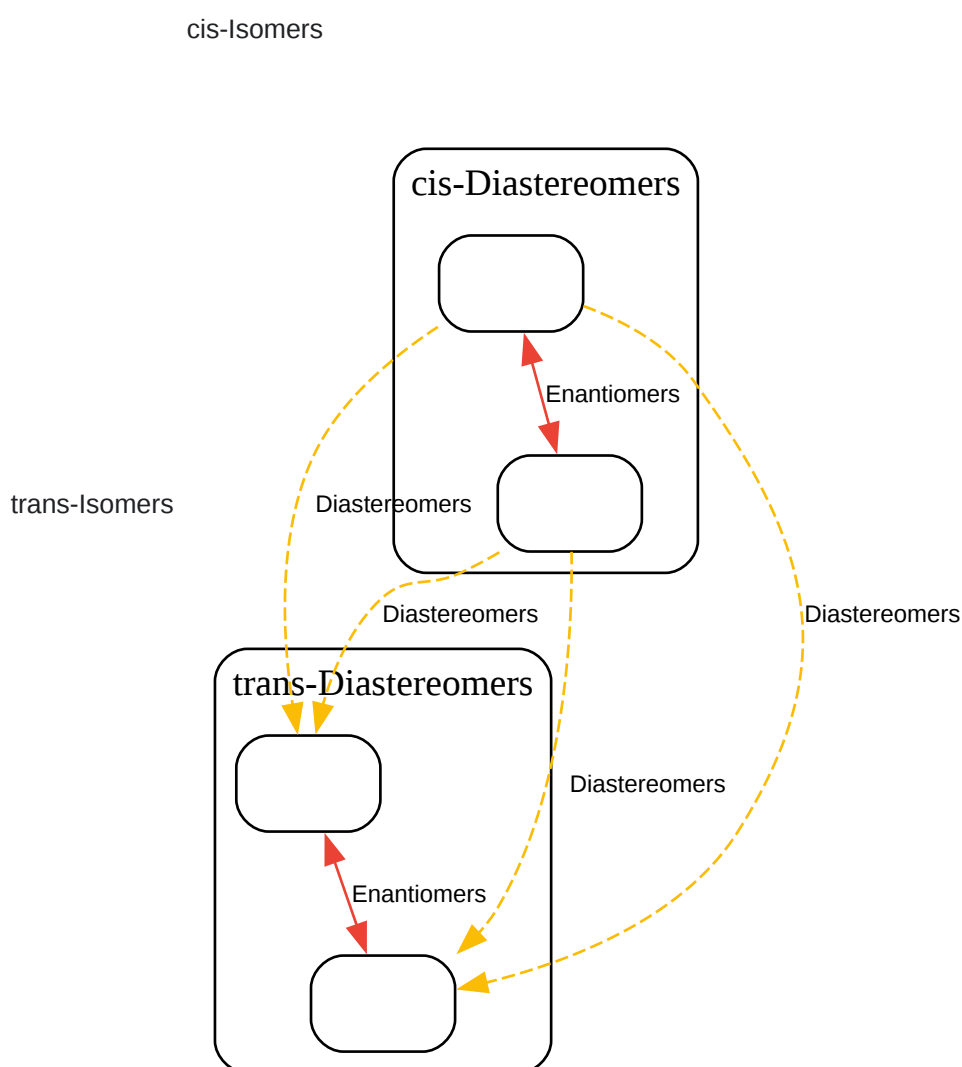 cis-Isomers
cis-Diastereomers
Enantiomers
trans-Isomers
Diastereomers
Diastereomers
Diastereomers
trans-Diastereomers
Diastereomers
Enantiomers